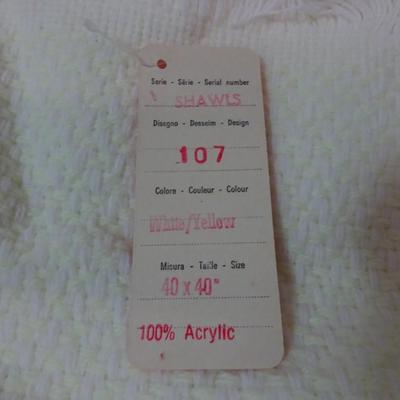 Serie - Série - Serial number
SHAWLS
Disegno - Desseim - Design
107
Colore - Couleur - Colour
White/Yellow
Misura - Taille - Size
40 x 40"
100% Acrylic